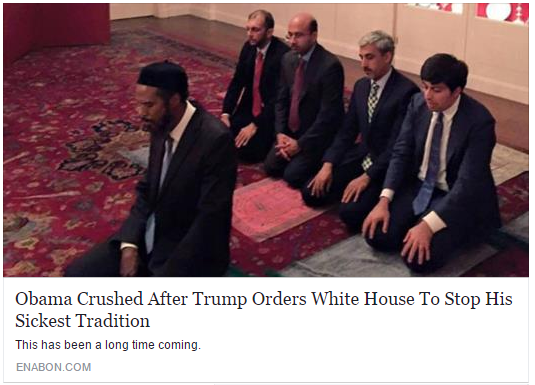 Obama Crushed After Trump Orders White House To Stop His
Sickest Tradition
This has been a long time coming.
ENABON.COM